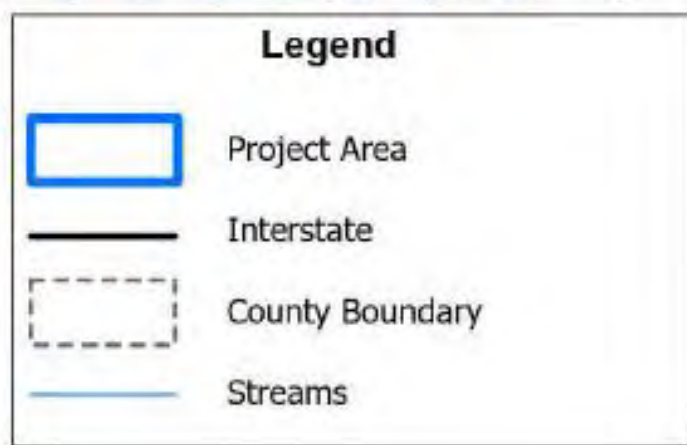 Legend
Project Area
Interstate
County Boundary
Streams